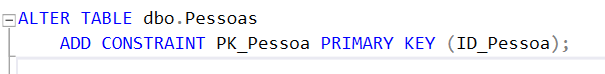 ALTER TABLE dbo.Pessoas
ADD CONSTRAINT PK_Pessoa PRIMARY KEY (ID_Pessoa);